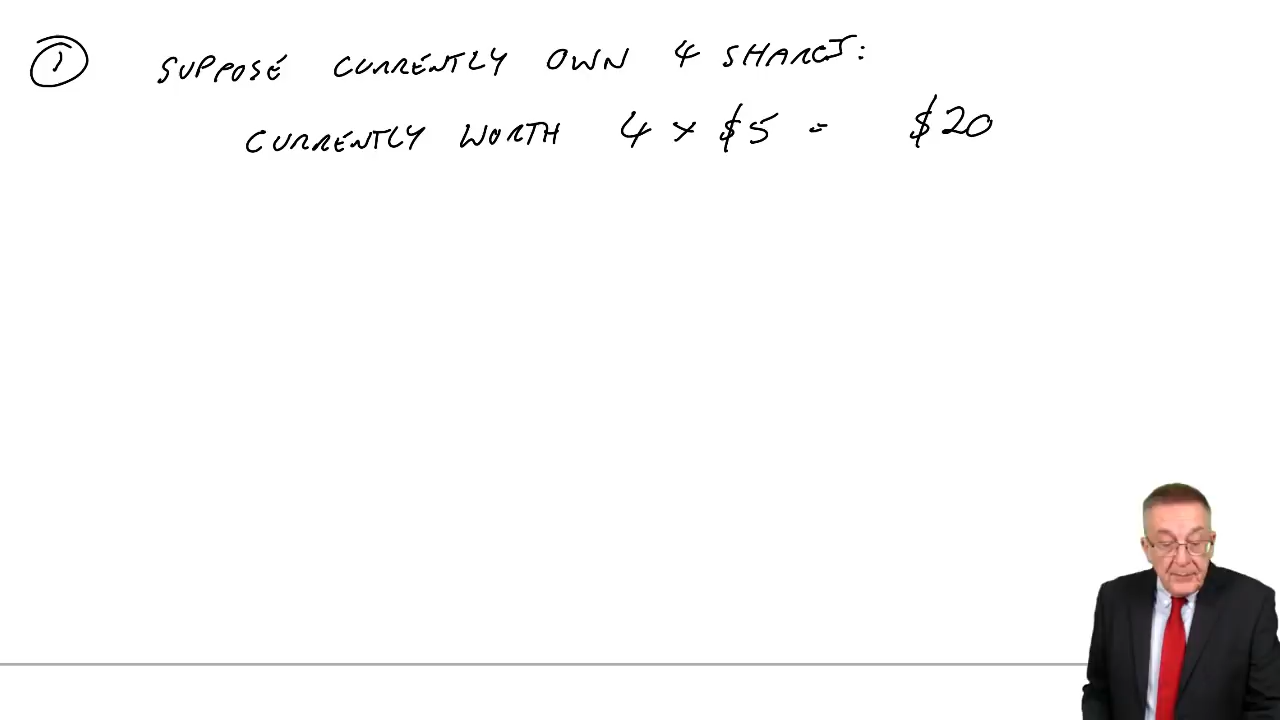 ① SUPPOSE CURRENTLY OWN 4 SHARES:
CURRENTLY WORTH 4 × $5 = $20